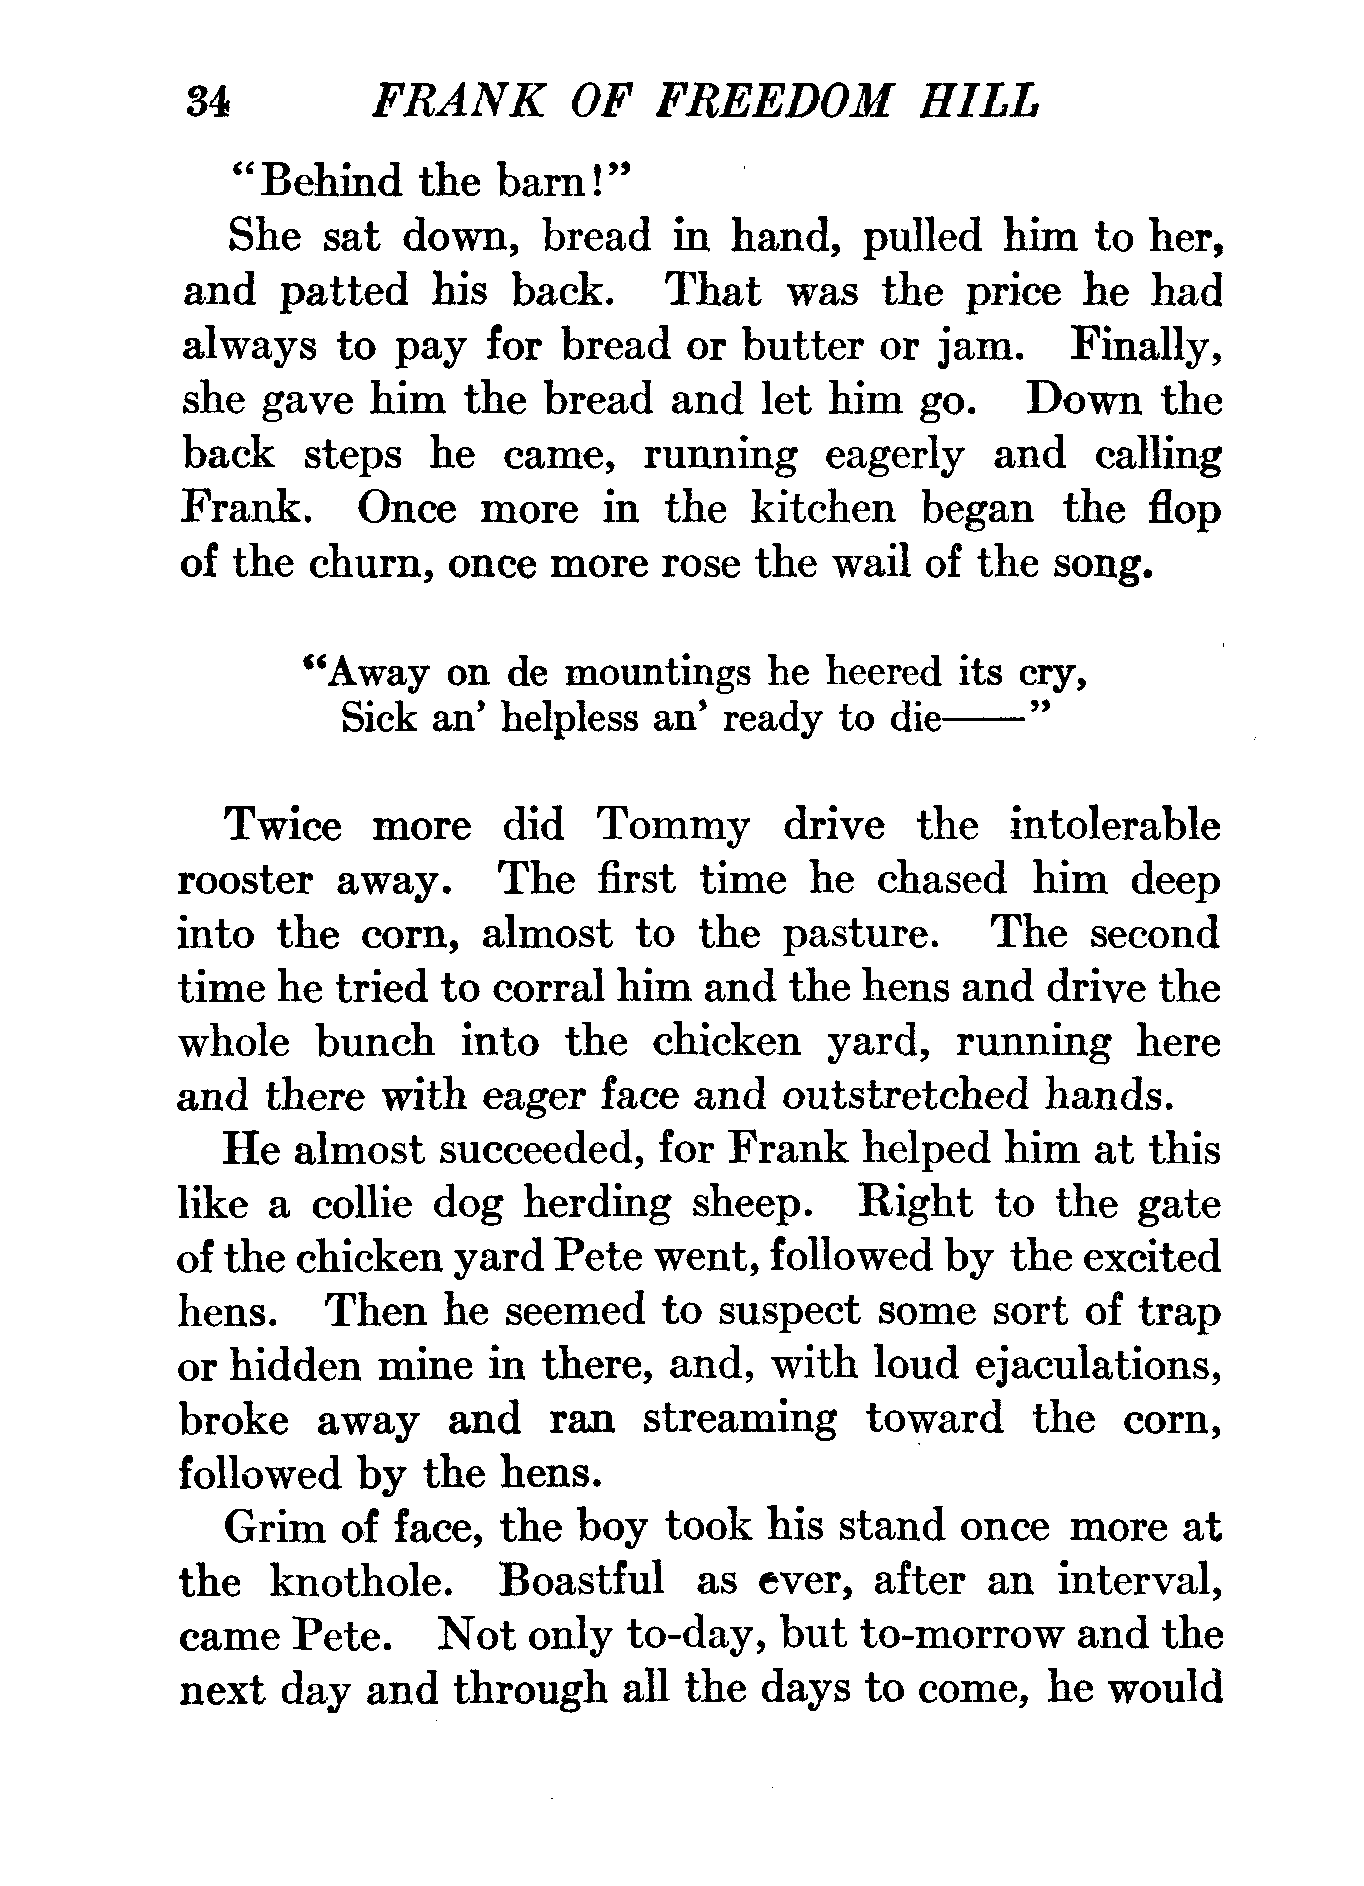 34 FRANK OF FREEDOM HILL
"Behind the barn!"
She sat down, bread in hand, pulled him to her,
and patted his back. That was the price he had
always to pay for bread or butter or jam. Finally,
she gave him the bread and let him go. Down the
back steps he came, running eagerly and calling
Frank. Once more in the kitchen began the flop
of the churn, once more rose the wail of the song.
"Away on de mountings he heered its cry,
Sick an' helpless an' ready to die——"
Twice more did Tommy drive the intolerable
rooster away. The first time he chased him deep
into the corn, almost to the pasture. The second
time he tried to corral him and the hens and drive the
whole bunch into the chicken yard, running here
and there with eager face and outstretched hands.
He almost succeeded, for Frank helped him at this
like a collie dog herding sheep. Right to the gate
of the chicken yard Pete went, followed by the excited
hens. Then he seemed to suspect some sort of trap
or hidden mine in there, and, with loud ejaculations,
broke away and ran streaming toward the corn,
followed by the hens.
Grim of face, the boy took his stand once more at
the knothole. Boastful as ever, after an interval,
came Pete. Not only to-day, but to-morrow and the
next day and through all the days to come, he would